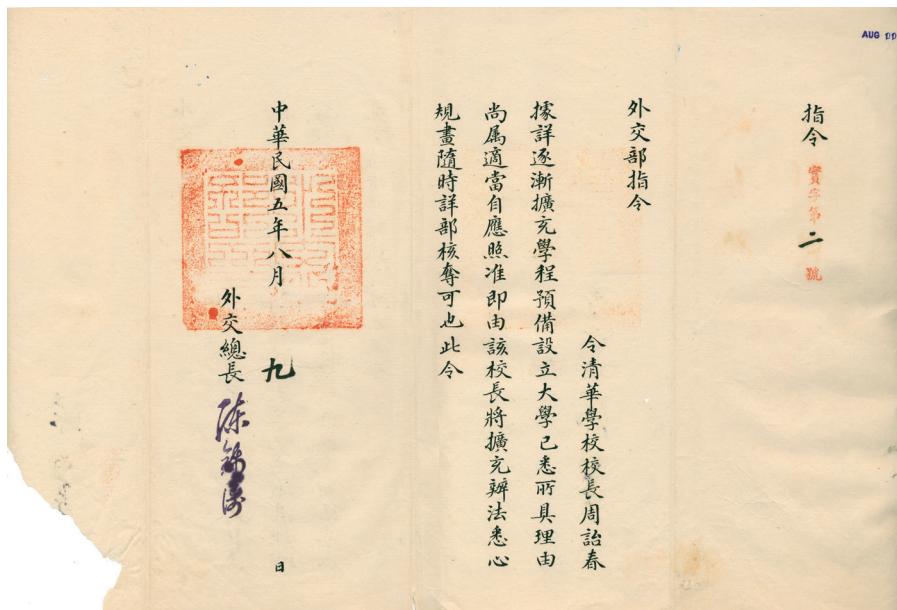 AUG
指令 實字第二號
外交部指令
令清華學校校長周詒春
據詳逐漸擴充學程預備設立大學已悉所具理由
尚屬適當自應照准即由該校長將擴充辦法悉心
規畫隨時詳部核奪可也此令
中華民國五年八月九日
外交總長陳錦濤